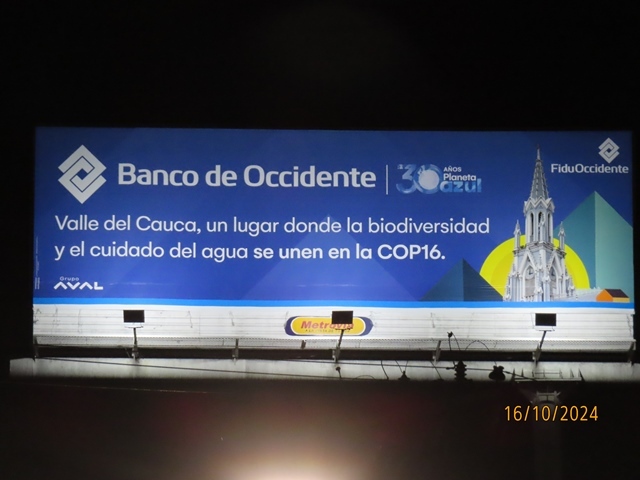 Banco de Occidente
30 AÑOS
Planeta
azul
FiduOccidente
Valle del Cauca, un lugar donde la biodiversidad
y el cuidado del agua se unen en la COP16.
Grupo
AVAL
16/10/2024